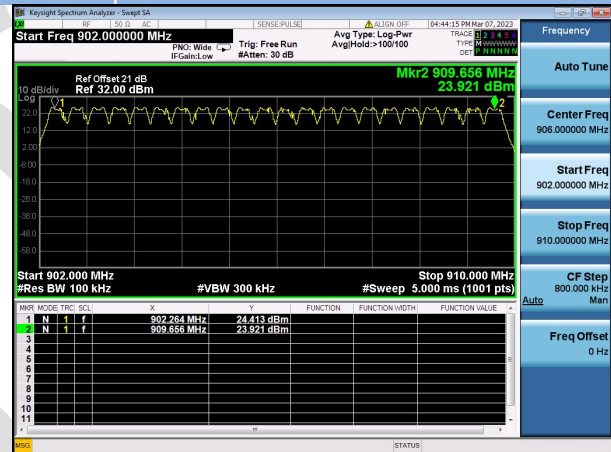 Keysight Spectrum Analyzer - Swept SA
RF 50 Ω AC SENSE:PULSE ALIGN OFF 04:44:15 PM Mar 07, 2023
Start Freq 902.000000 MHz
PNO: Wide
IFGain:Low
Trig: Free Run
#Atten: 30 dB
Avg Type: Log-Pwr
Avg|Hold:>100/100
TRACE 1 2 3 4 5 6
TYPE M WWWWW
DET P N N N N N
Ref Offset 21 dB
10 dB/div Ref 32.00 dBm
Log
Mkr2 909.656 MHz
23.921 dBm
1
2
22.0
12.0
2.00
-8.00
-18.0
-28.0
-38.0
-48.0
-58.0
Start 902.000 MHz Stop 910.000 MHz
#Res BW 100 kHz #VBW 300 kHz #Sweep 5.000 ms (1001 pts)
MKR MODE TRC SCL X Y FUNCTION FUNCTION WIDTH FUNCTION VALUE
1 N 1 f 902.264 MHz 24.413 dBm
2 N 1 f 909.656 MHz 23.921 dBm
3
4
5
6
7
8
9
10
11
MSG STATUS
Frequency
Auto Tune
Center Freq
906.000000 MHz
Start Freq
902.000000 MHz
Stop Freq
910.000000 MHz
CF Step
800.000 kHz
Auto Man
Freq Offset
0 Hz